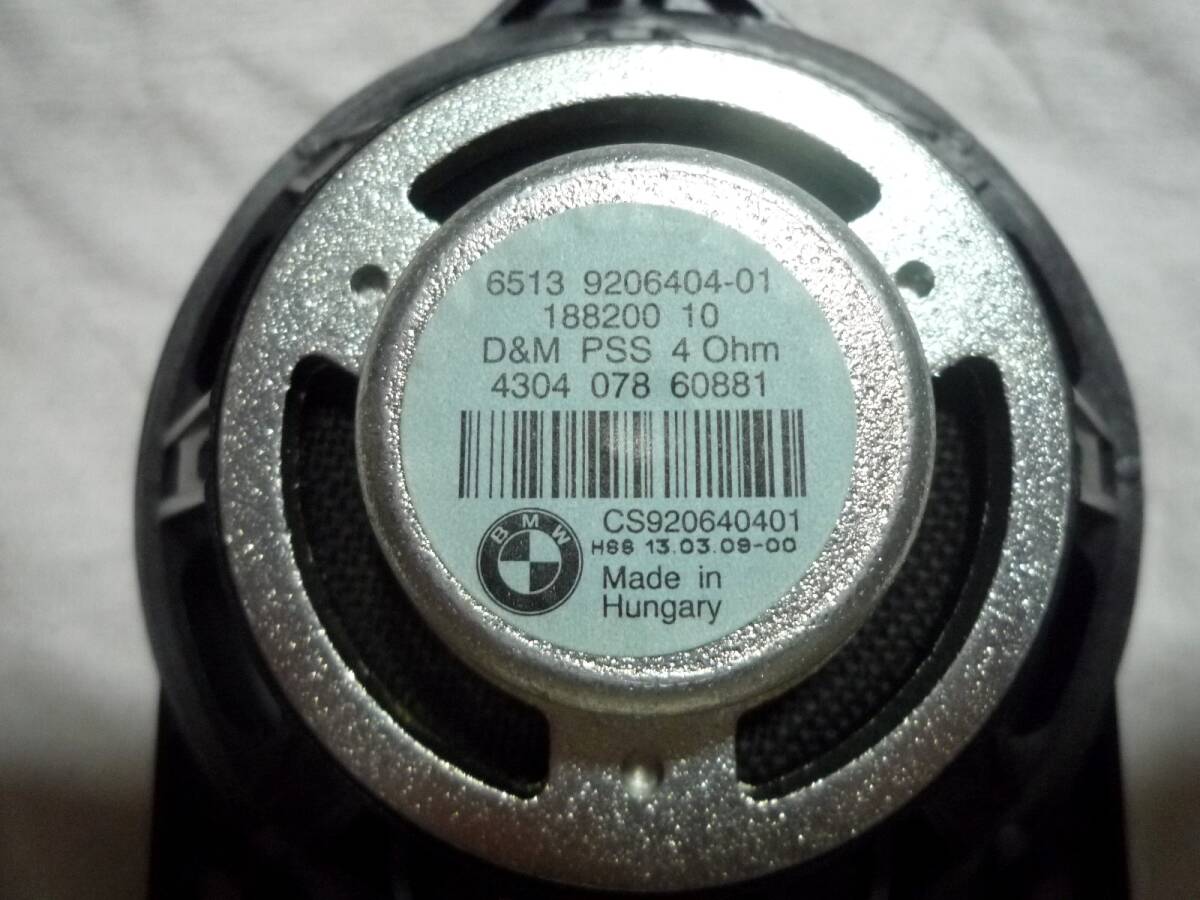 6513 9206404-01
188200 10
D&M PSS 4 Ohm
4304 078 60881
CS920640401
BMW
HSS 13.03.09-00
Made in
Hungary